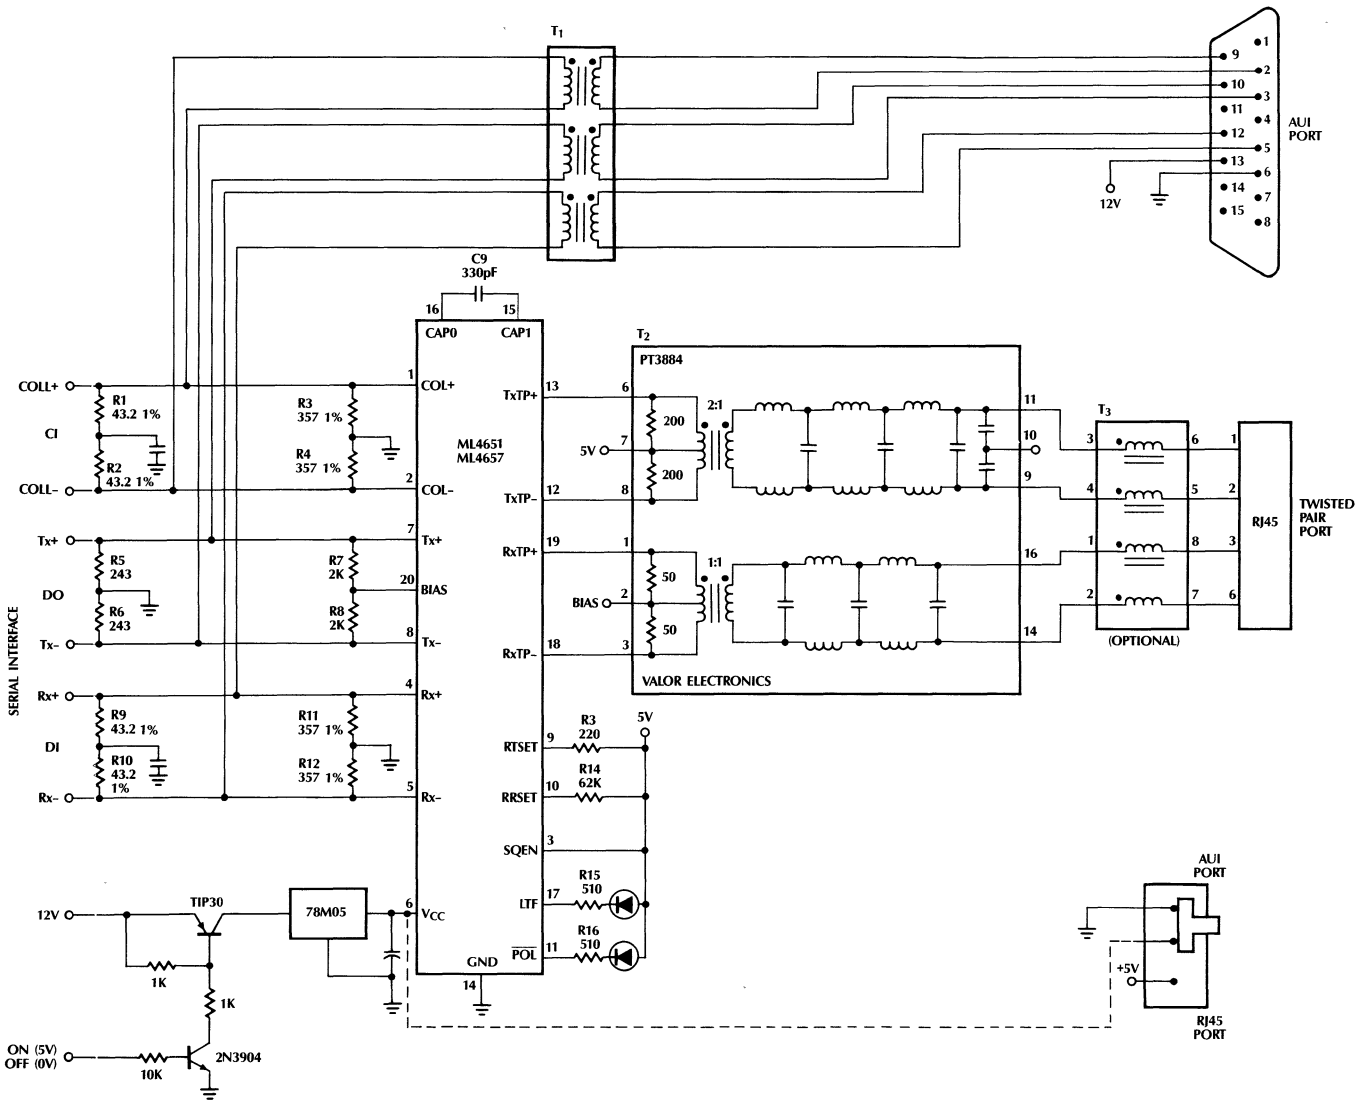 T1
9
1
2
10
3
11
4
12
5
13
6
14
7
15
8
AUI
PORT
12V
C9
330pF
16
15
CAP0
CAP1
COLL+
R1
43.2 1%
CI
R2
43.2 1%
COLL–
R3
357 1%
R4
357 1%
1
COL+
2
COL–
ML4651
ML4657
Tx+
R5
243
DO
R6
243
Tx–
R7
2K
R8
2K
7
Tx+
20
BIAS
8
Tx–
SERIAL INTERFACE
Rx+
R9
43.2 1%
DI
R10
43.2
1%
Rx–
R11
357 1%
R12
357 1%
4
Rx+
5
Rx–
TxTP+
13
TxTP–
12
RxTP+
19
RxTP–
18
T2
PT3884
6
200
2:1
5V
7
200
8
1
50
1:1
BIAS
2
50
3
VALOR ELECTRONICS
11
10
9
16
14
T3
3
6
4
5
1
8
2
7
(OPTIONAL)
1
2
3
6
RJ45
TWISTED
PAIR
PORT
5V
RTSET
9
R3
220
RRSET
10
R14
62K
SQEN
3
LTF
17
R15
510
POL
11
R16
510
12V
TIP30
78M05
6
VCC
GND
14
1K
1K
ON (5V)
OFF (0V)
10K
2N3904
AUI
PORT
+5V
RJ45
PORT